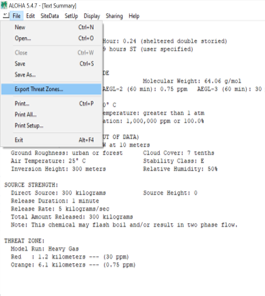 ALOHA 5.4.7 - [Text Summary]
File Edit SiteData SetUp Display Sharing Help
New Ctrl+N
Open... Ctrl+O
Close Ctrl+W
Save Ctrl+S
Save As...
Export Threat Zones...
Print... Ctrl+P
Print All...
Print Setup...
Exit Alt+F4
Hour: 0.24 (sheltered double storied)
hours ST (user specified)
DE
Molecular Weight: 64.06 g/mol
AEGL-2 (60 min): 0.75 ppm AEGL-3 (60 min): 30
° C
perature: greater than 1 atm
ation: 1,000,000 ppm or 100.0%
OUT OF DATA)
W at 10 meters
Ground Roughness: urban or forest Cloud Cover: 7 tenths
Air Temperature: 25° C Stability Class: E
Inversion Height: 300 meters Relative Humidity: 50%
SOURCE STRENGTH:
Direct Source: 300 kilograms Source Height: 0
Release Duration: 1 minute
Release Rate: 5 kilograms/sec
Total Amount Released: 300 kilograms
Note: This chemical may flash boil and/or result in two phase flow.
THREAT ZONE:
Model Run: Heavy Gas
Red : 1.2 kilometers --- (30 ppm)
Orange: 6.1 kilometers --- (0.75 ppm)